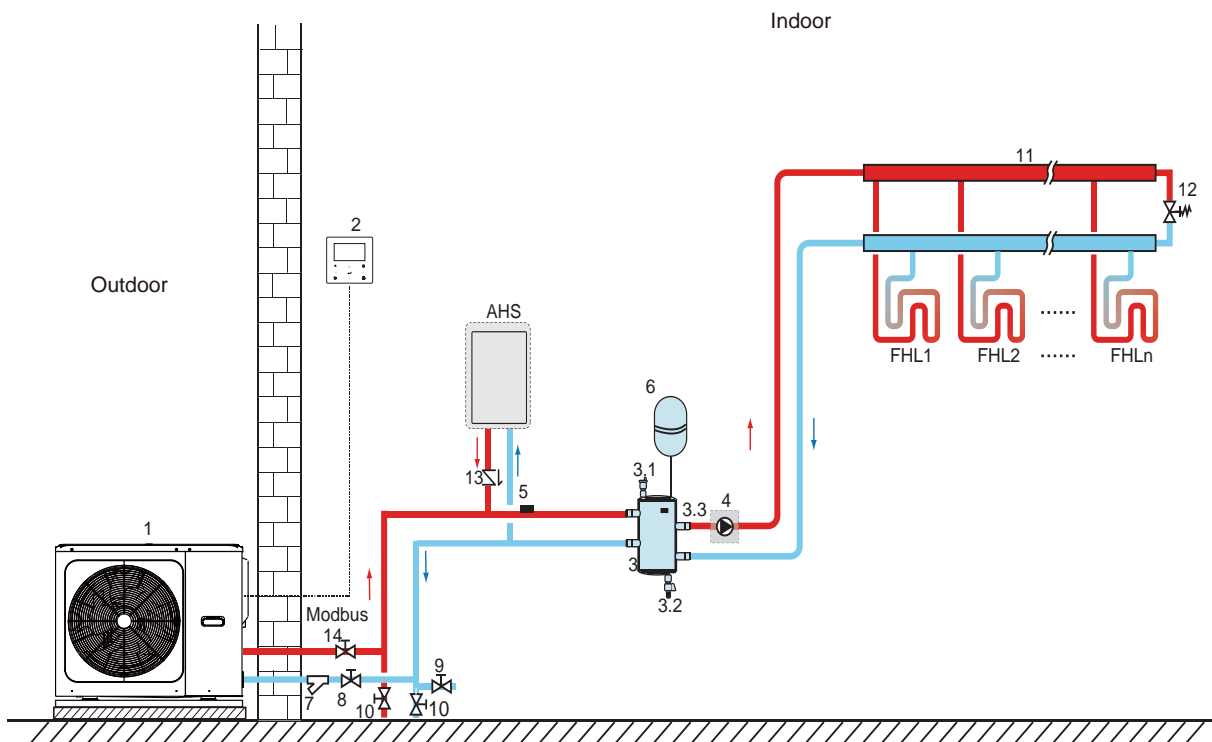 Indoor
11
12
2
Outdoor
AHS
FHL1
FHL2
......
......
FHLn
6
13
3.1
5
3.3
4
1
3
3.2
Modbus
14
9
7
8
10
10